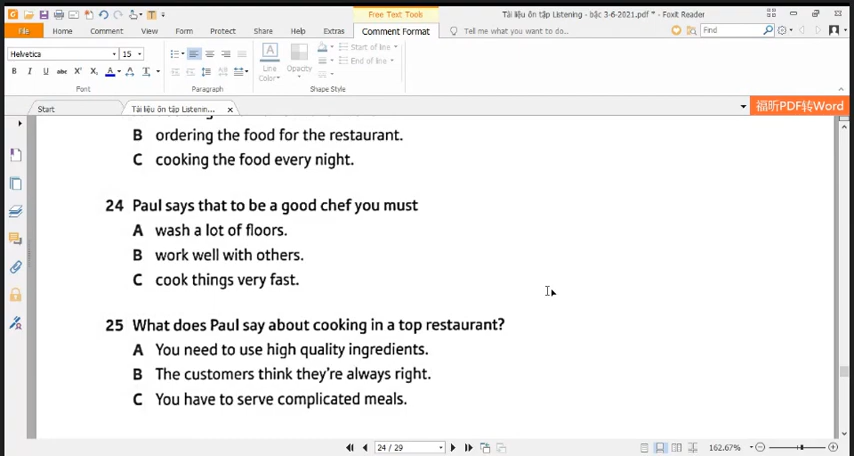 Free Text Tools
Tài liệu ôn tập Listening - bậc 3-6-2021.pdf * - Foxit Reader
File Home Comment View Form Protect Share Help Extras Comment Format Tell me what you want to do... Find
Helvetica 15 Start of line
End of line
B I U abc X² X₂ A T Line Color Opacity
Font Paragraph Shape Style
Start Tài liệu ôn tập Listenin... 福昕PDF转Word
B ordering the food for the restaurant.
C cooking the food every night.
24 Paul says that to be a good chef you must
A wash a lot of floors.
B work well with others.
C cook things very fast.
25 What does Paul say about cooking in a top restaurant?
A You need to use high quality ingredients.
B The customers think they're always right.
C You have to serve complicated meals.
24 / 29 162.67%